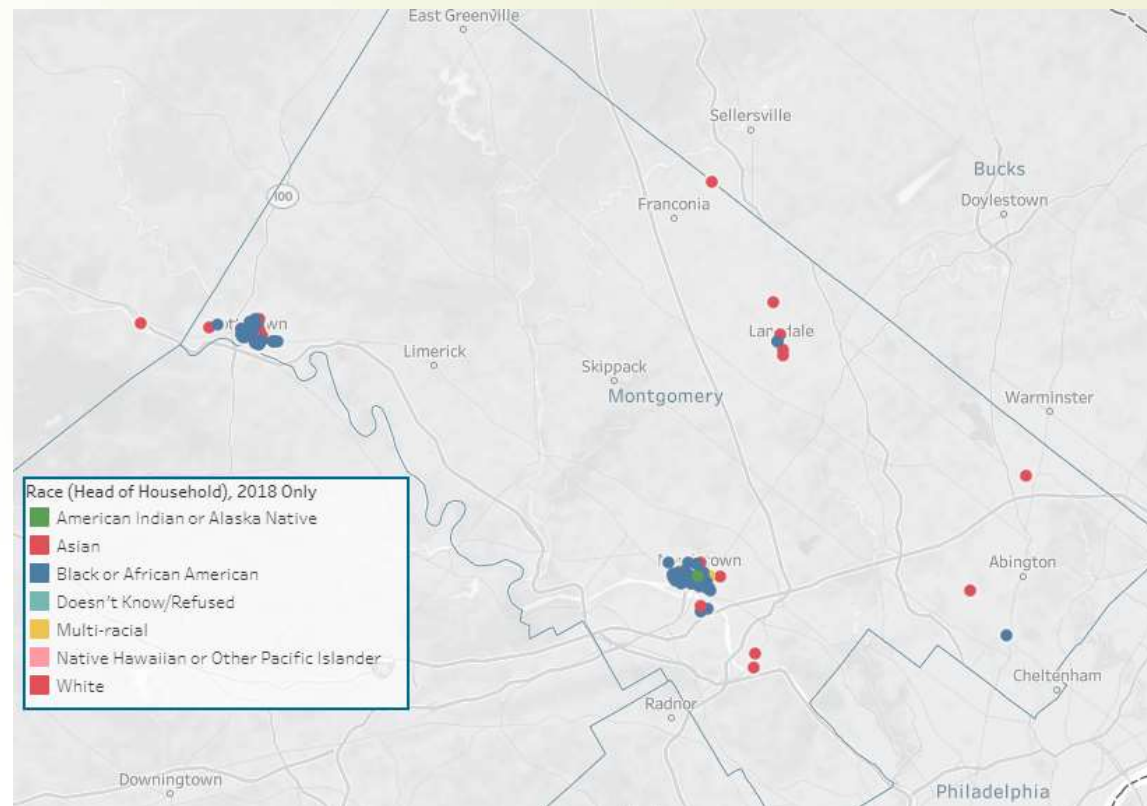 East Greenville
Sellersville
Bucks
100
Franconia
Doylestown
Lansdale
Limerick
Skippack
Montgomery
Warminster
Race (Head of Household), 2018 Only
American Indian or Alaska Native
Asian
Black or African American
Doesn't Know/Refused
Multi-racial
Native Hawaiian or Other Pacific Islander
White
Abington
Cheltenham
Radnor
Downingtown
Philadelphia